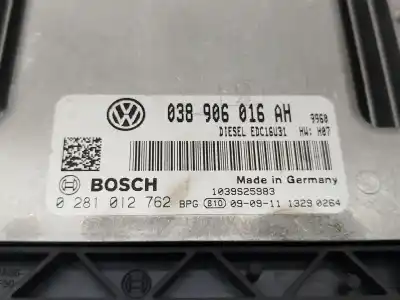 038 906 016 AH 9960
DIESEL EDC16U31 HW: H07
Made in Germany
BOSCH 1039S25983
0 281 012 762 BPG 810 09-09-11 1329 0264